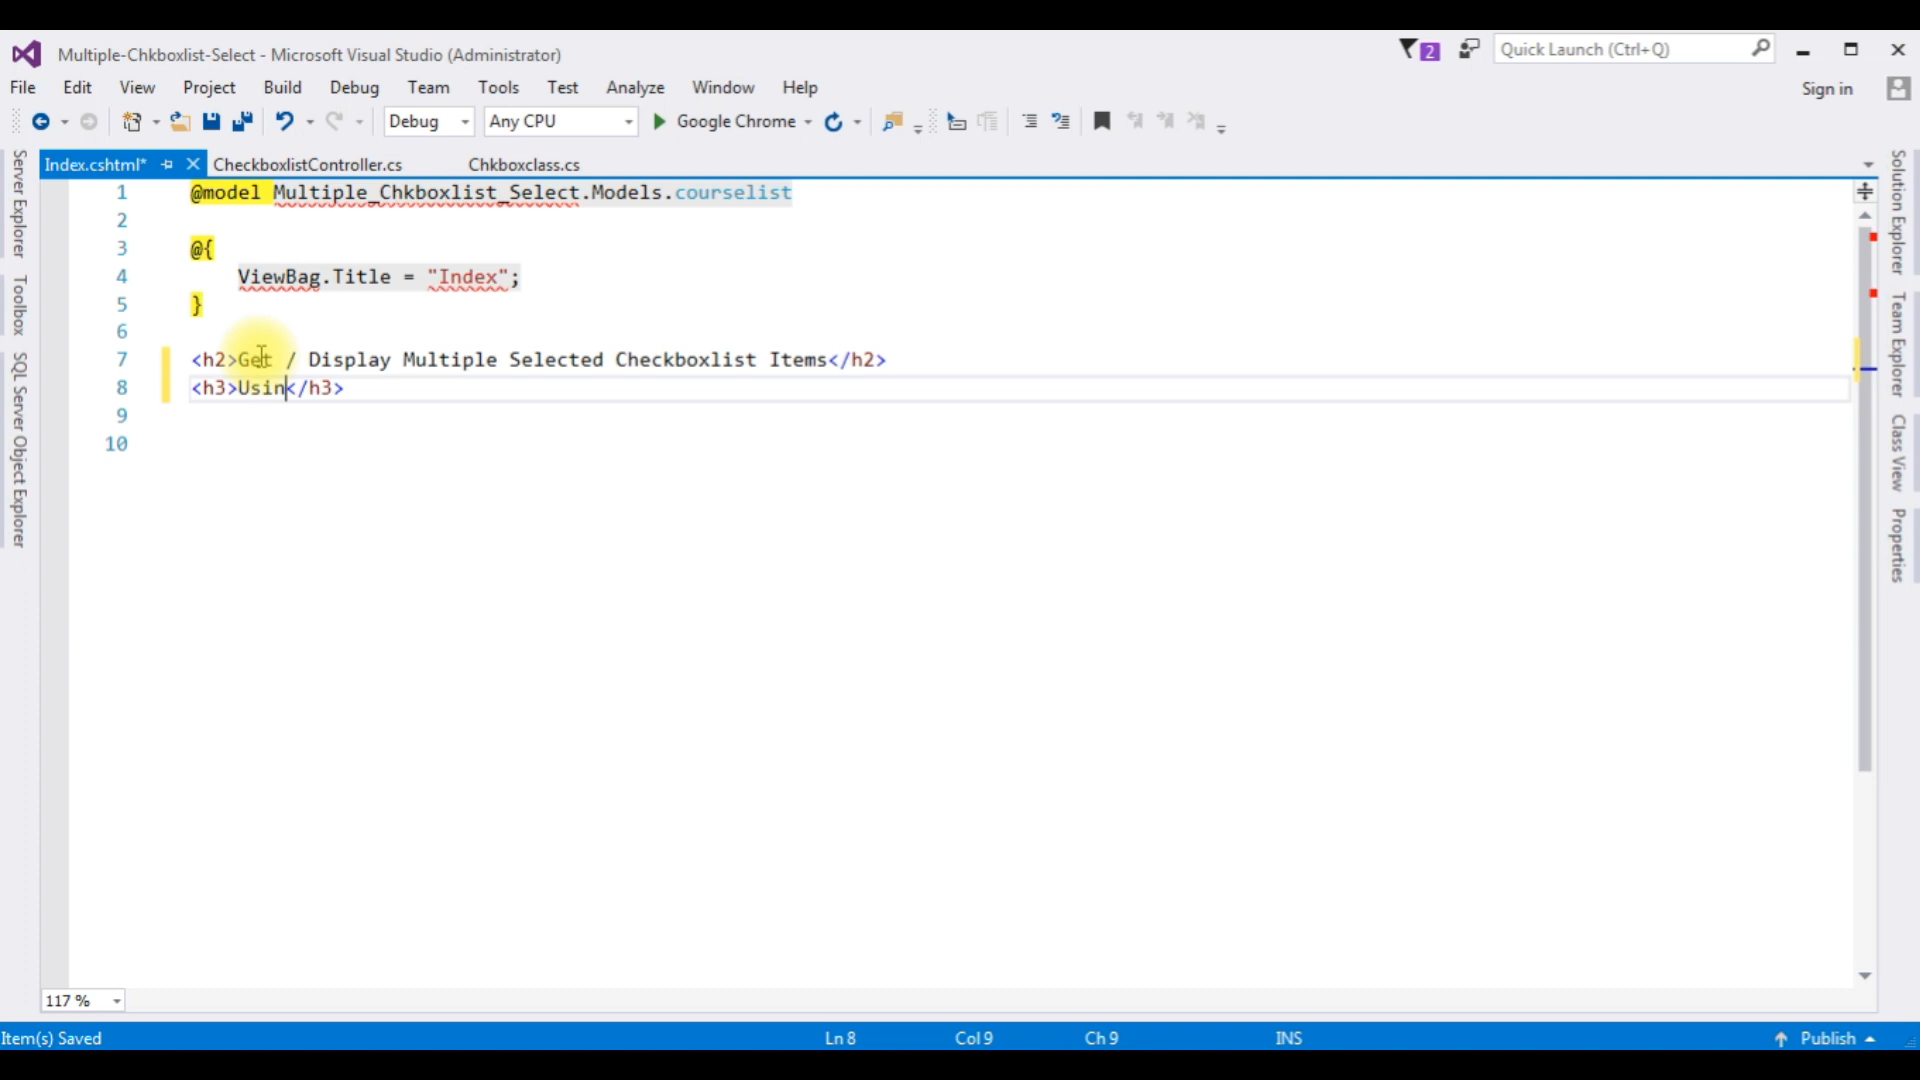 Multiple-Chkboxlist-Select - Microsoft Visual Studio (Administrator)
2
Quick Launch (Ctrl+Q)
File Edit View Project Build Debug Team Tools Test Analyze Window Help
Sign in
Debug Any CPU Google Chrome
Index.cshtml* CheckboxlistController.cs Chkboxclass.cs
Server Explorer
Toolbox
SQL Server Object Explorer
1 @model Multiple_Chkboxlist_Select.Models.courselist
2
3 @{
4 ViewBag.Title = "Index";
5 }
6
7 <h2>Get / Display Multiple Selected Checkboxlist Items</h2>
8 <h3>Usin</h3>
9
10
Solution Explorer
Team Explorer
Class View
Properties
117 %
Item(s) Saved Ln 8 Col 9 Ch 9 INS Publish